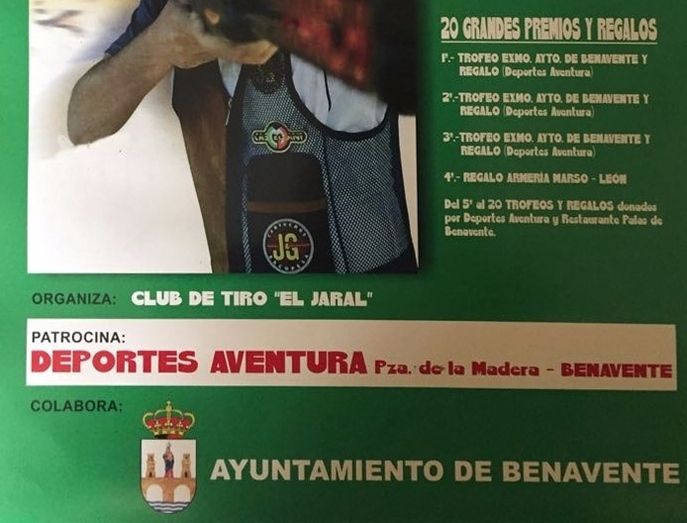 20 GRANDES PREMIOS Y REGALOS
1º.- TROFEO EXMO. AYTO. DE BENAVENTE Y
REGALO (Deportes Aventura)
2º.-TROFEO EXMO. AYTO. DE BENAVENTE Y
REGALO (Deportes Aventura)
3º.-TROFEO EXMO. AYTO. DE BENAVENTE Y
REGALO (Deportes Aventura)
4º.- REGALO ARMERÍA MARSO - LEÓN
Del 5º al 20 TROFEOS Y REGALOS donados
por Deportes Aventura y Restaurante Palas de
Benavente.
JG
ORGANIZA: CLUB DE TIRO "EL JARAL"
PATROCINA:
DEPORTES AVENTURA Pza. de la Madera - BENAVENTE
COLABORA:
AYUNTAMIENTO DE BENAVENTE